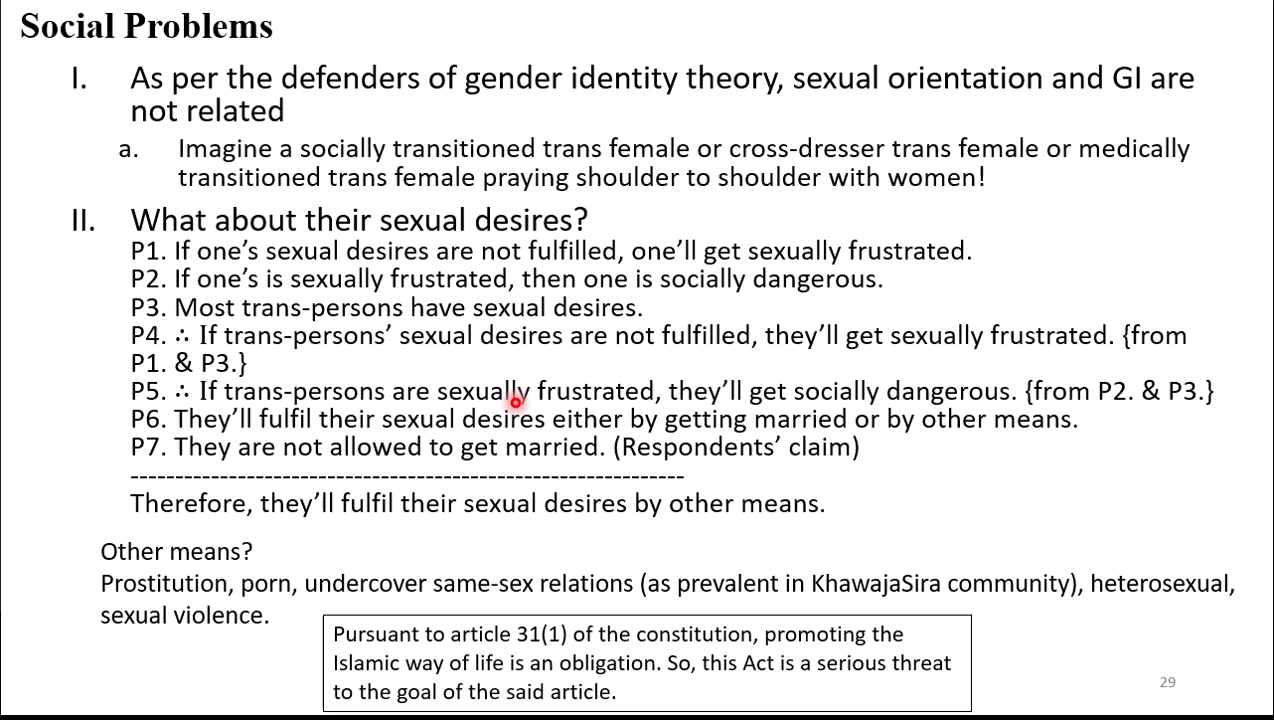 Social Problems
I. As per the defenders of gender identity theory, sexual orientation and GI are
not related
a. Imagine a socially transitioned trans female or cross-dresser trans female or medically
transitioned trans female praying shoulder to shoulder with women!
II. What about their sexual desires?
P1. If one's sexual desires are not fulfilled, one'll get sexually frustrated.
P2. If one's is sexually frustrated, then one is socially dangerous.
P3. Most trans-persons have sexual desires.
P4. ∴ If trans-persons' sexual desires are not fulfilled, they'll get sexually frustrated. {from
P1. & P3.}
P5. ∴ If trans-persons are sexually frustrated, they'll get socially dangerous. {from P2. & P3.}
P6. They'll fulfil their sexual desires either by getting married or by other means.
P7. They are not allowed to get married. (Respondents' claim)
------------------------------------------------------------
Therefore, they'll fulfil their sexual desires by other means.
Other means?
Prostitution, porn, undercover same-sex relations (as prevalent in KhawajaSira community), heterosexual,
sexual violence.
Pursuant to article 31(1) of the constitution, promoting the
Islamic way of life is an obligation. So, this Act is a serious threat
to the goal of the said article.
29